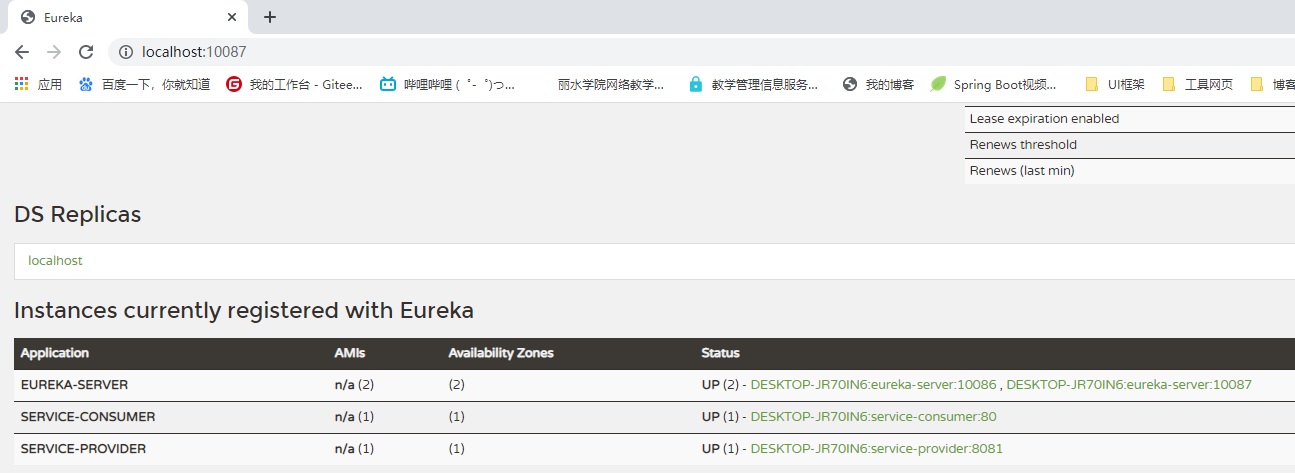 Eureka
localhost:10087
应用 百度一下，你就知道 我的工作台 - Gitee... 哔哩哔哩 ( ゜- ゜)つ... 丽水学院网络教学... 教学管理信息服务... 我的博客 Spring Boot视频... UI框架 工具网页 博客
Lease expiration enabled
Renews threshold
Renews (last min)
DS Replicas
localhost
Instances currently registered with Eureka
Application AMIs Availability Zones Status
EUREKA-SERVER n/a (2) (2) UP (2) - DESKTOP-JR70IN6:eureka-server:10086 , DESKTOP-JR70IN6:eureka-server:10087
SERVICE-CONSUMER n/a (1) (1) UP (1) - DESKTOP-JR70IN6:service-consumer:80
SERVICE-PROVIDER n/a (1) (1) UP (1) - DESKTOP-JR70IN6:service-provider:8081